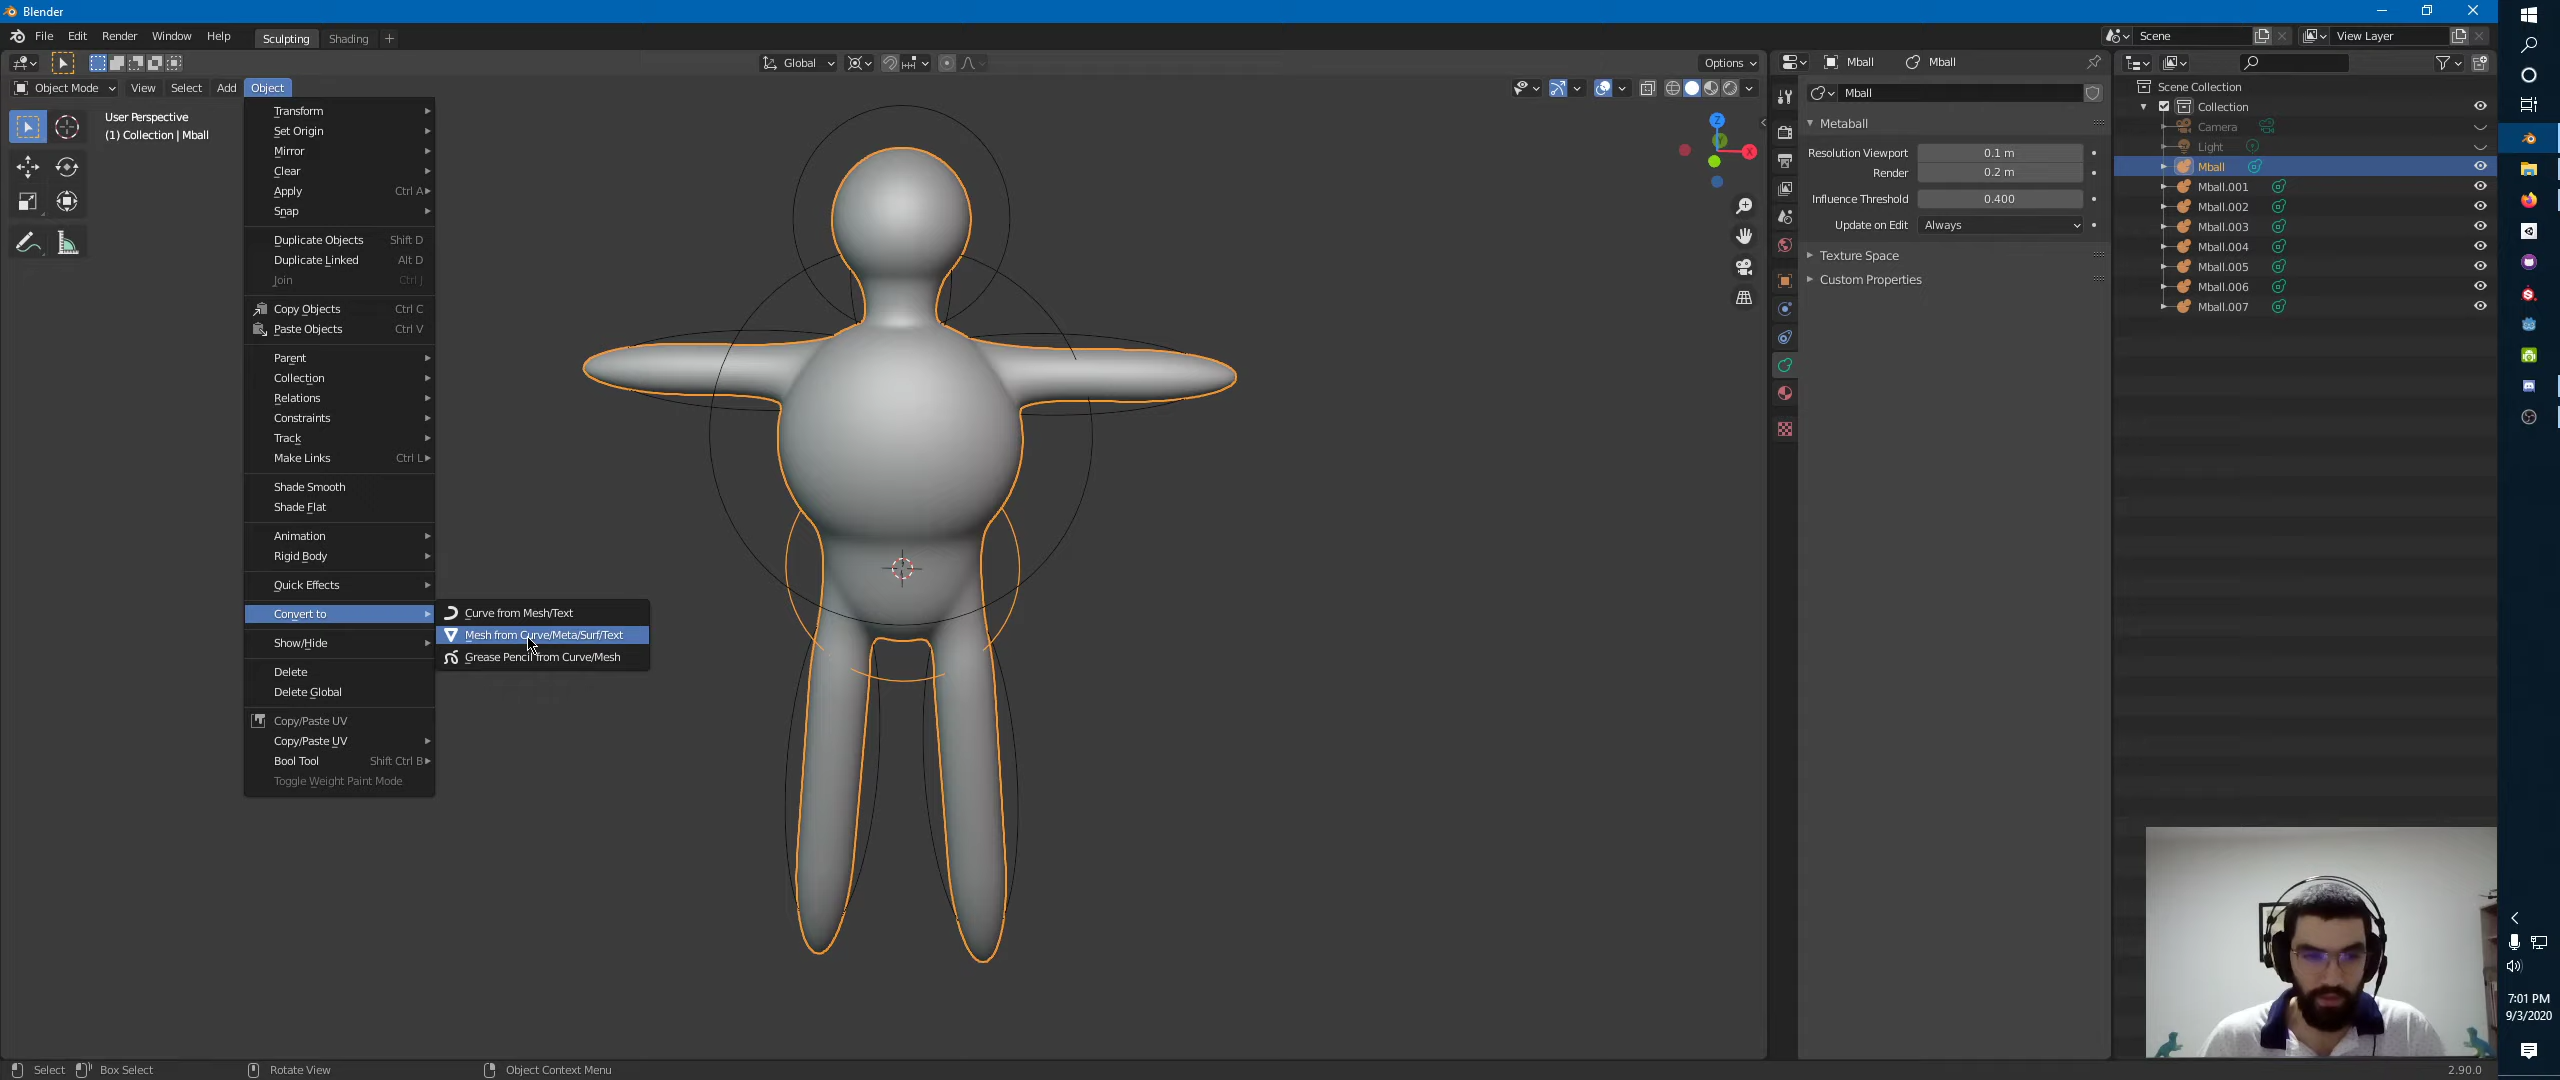 Blender
File Edit Render Window Help Sculpting Shading +
Scene
View Layer
Global
Options
Mball Mball
Object Mode View Select Add Object
User Perspective
(1) Collection | Mball
Transform
Set Origin
Mirror
Clear
Apply Ctrl A
Snap
Duplicate Objects Shift D
Duplicate Linked Alt D
Join Ctrl J
Copy Objects Ctrl C
Paste Objects Ctrl V
Parent
Collection
Relations
Constraints
Track
Make Links Ctrl L
Shade Smooth
Shade Flat
Animation
Rigid Body
Quick Effects
Convert to
Show/Hide
Delete
Delete Global
Copy/Paste UV
Copy/Paste UV
Bool Tool Shift Ctrl B
Toggle Weight Paint Mode
Curve from Mesh/Text
Mesh from Curve/Meta/Surf/Text
Grease Pencil from Curve/Mesh
Z
X
Mball
Metaball
Resolution Viewport 0.1 m
Render 0.2 m
Influence Threshold 0.400
Update on Edit Always
Texture Space
Custom Properties
Scene Collection
Collection
Camera
Light
Mball
Mball.001
Mball.002
Mball.003
Mball.004
Mball.005
Mball.006
Mball.007
7:01 PM
9/3/2020
Select Box Select Rotate View Object Context Menu
2.90.0